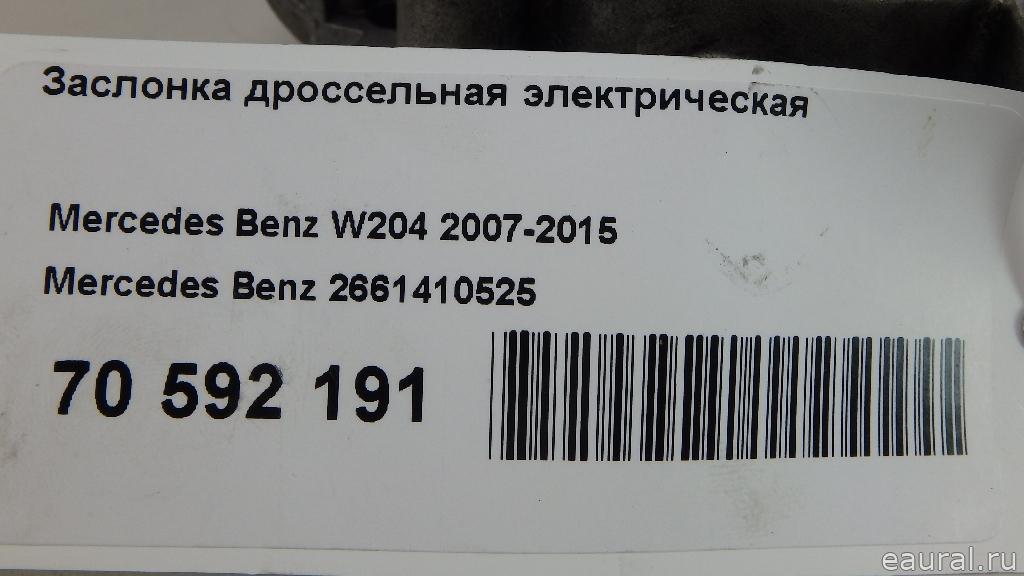 Заслонка дроссельная электрическая
Mercedes Benz W204 2007-2015
Mercedes Benz 2661410525
70 592 191
eaural.ru